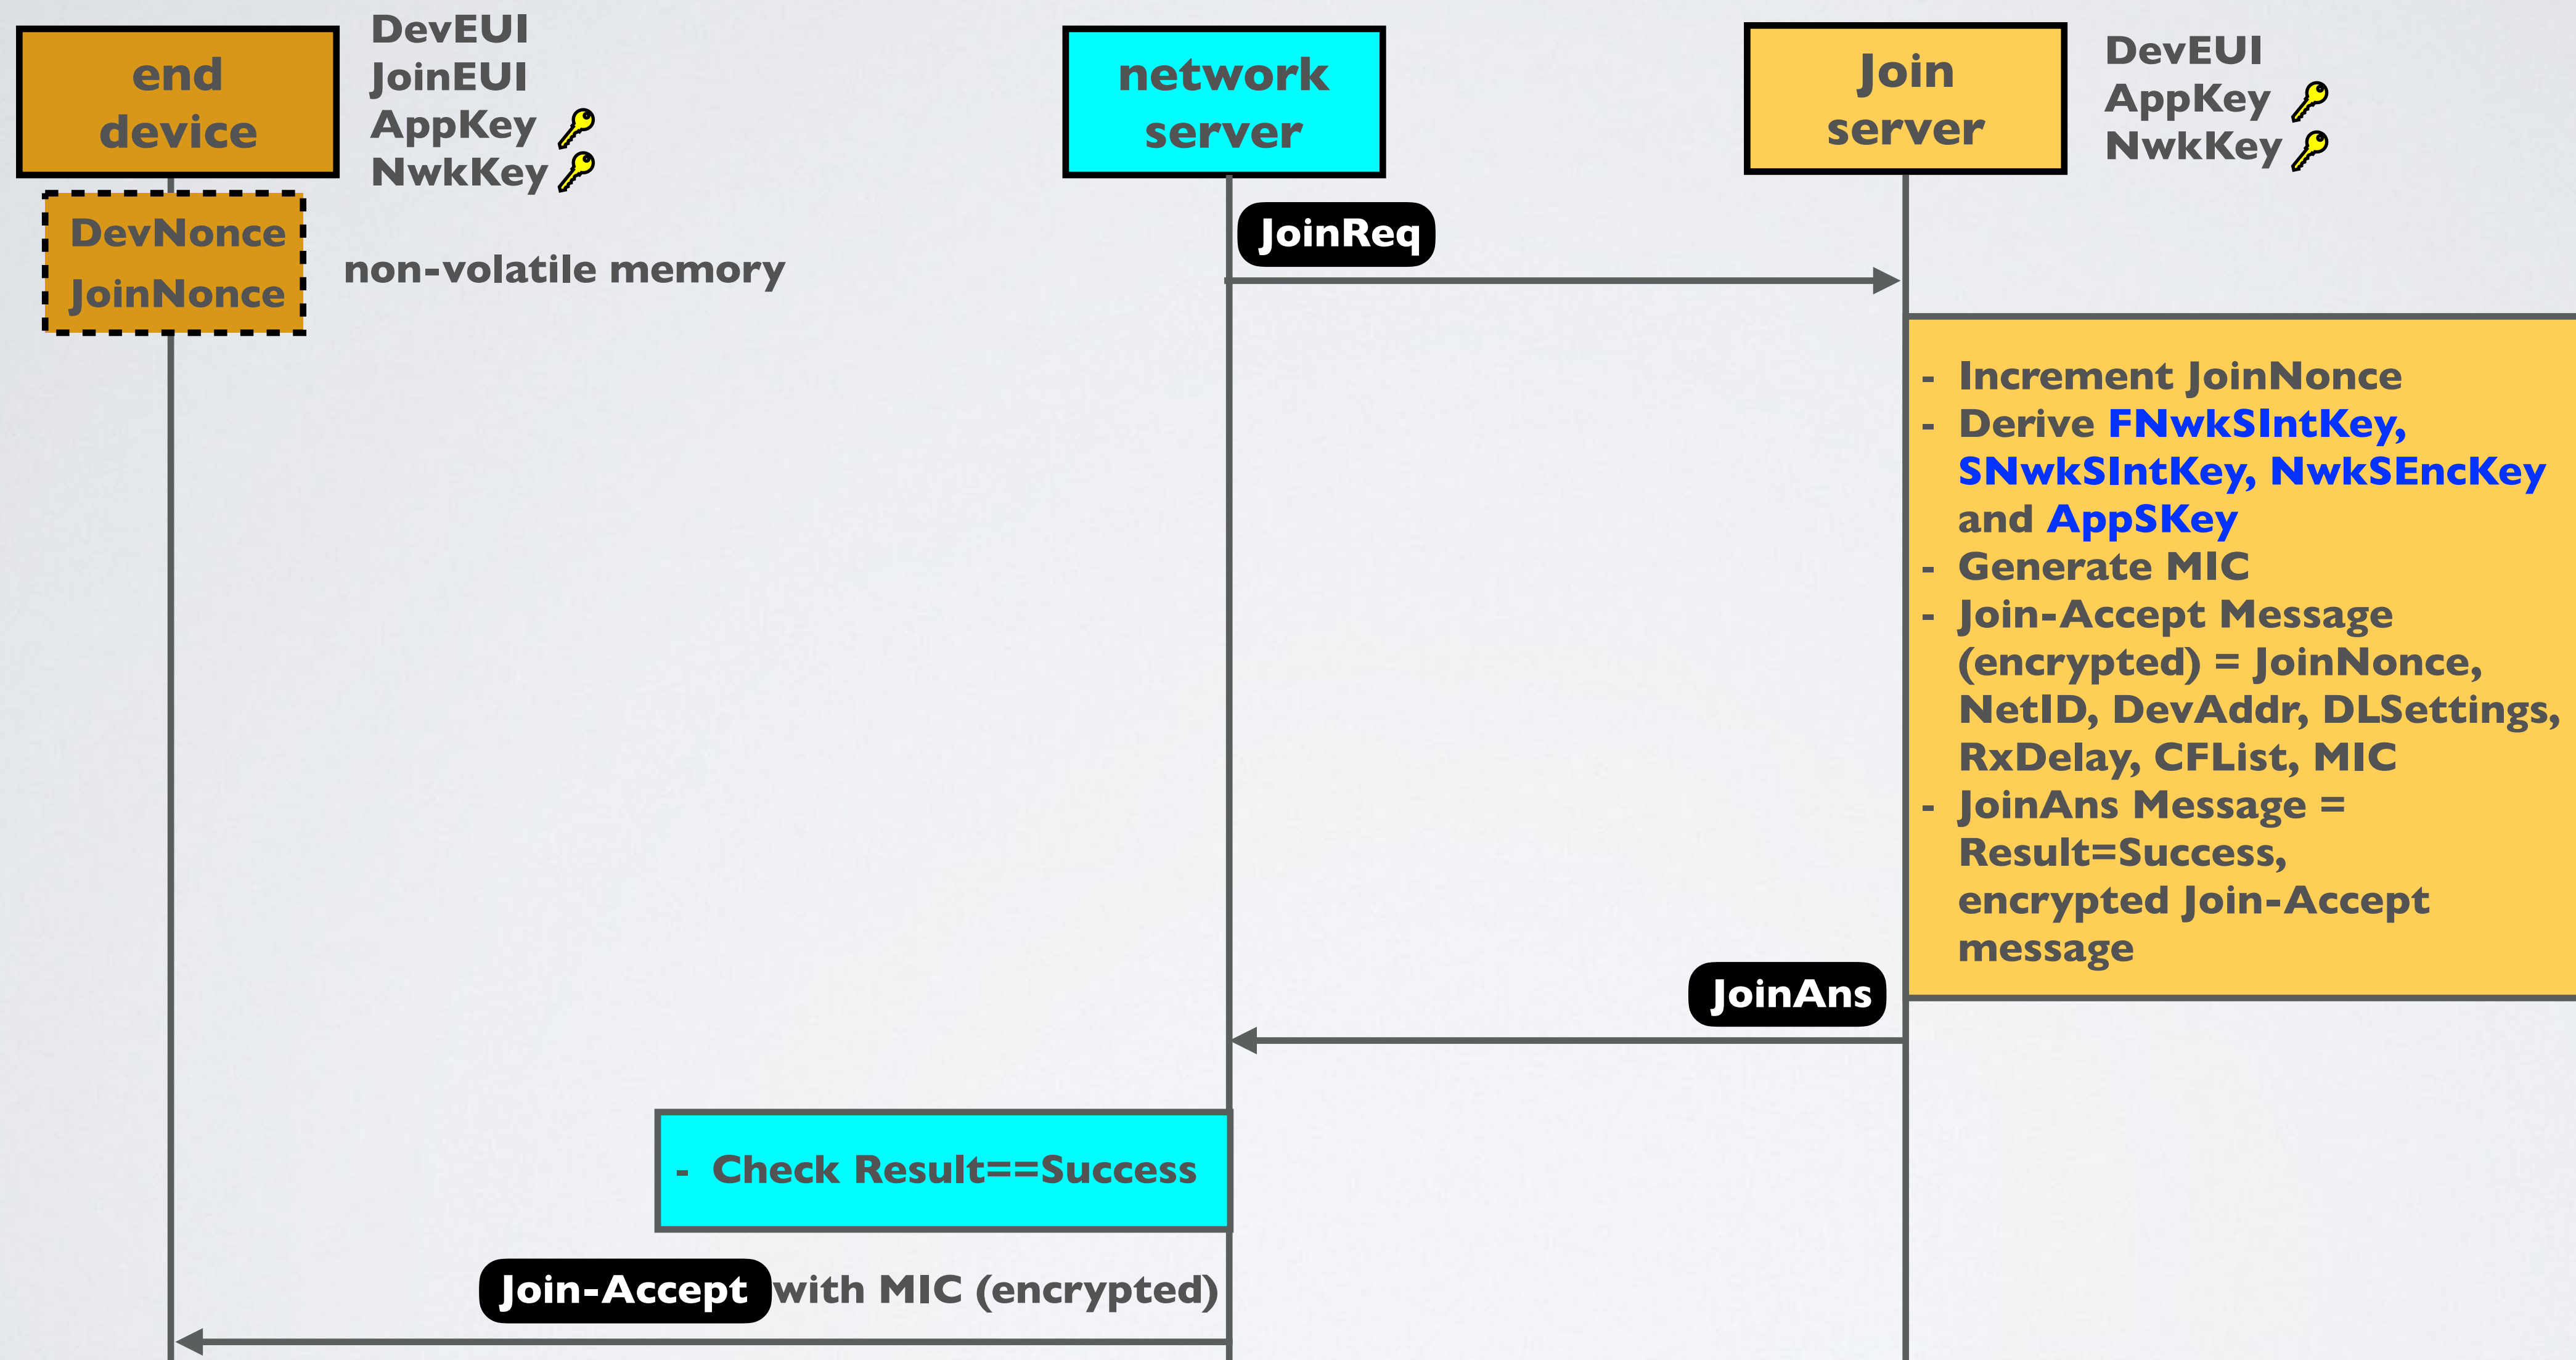 end
device
DevEUI
JoinEUI
AppKey
NwkKey
DevNonce
JoinNonce
non-volatile memory
network
server
Join
server
DevEUI
AppKey
NwkKey
JoinReq
- Increment JoinNonce
- Derive FNwkSIntKey,
SNwkSIntKey, NwkSEncKey
and AppSKey
- Generate MIC
- Join-Accept Message
(encrypted) = JoinNonce,
NetID, DevAddr, DLSettings,
RxDelay, CFList, MIC
- JoinAns Message =
Result=Success,
encrypted Join-Accept
message
JoinAns
- Check Result==Success
Join-Accept with MIC (encrypted)